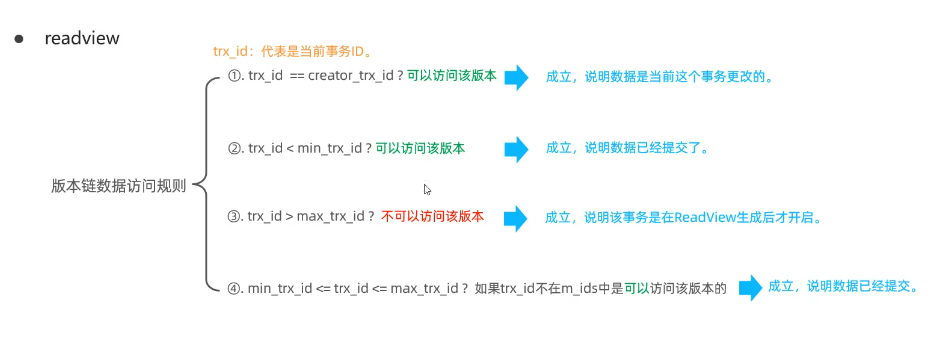 ● readview
trx_id：代表是当前事务ID。
①. trx_id == creator_trx_id ? 可以访问该版本 成立，说明数据是当前这个事务更改的。
②. trx_id < min_trx_id ? 可以访问该版本 成立，说明数据已经提交了。
版本链数据访问规则
③. trx_id > max_trx_id ? 不可以访问该版本 成立，说明该事务是在ReadView生成后才开启。
④. min_trx_id <= trx_id <= max_trx_id ? 如果trx_id不在m_ids中是可以访问该版本的 成立，说明数据已经提交。